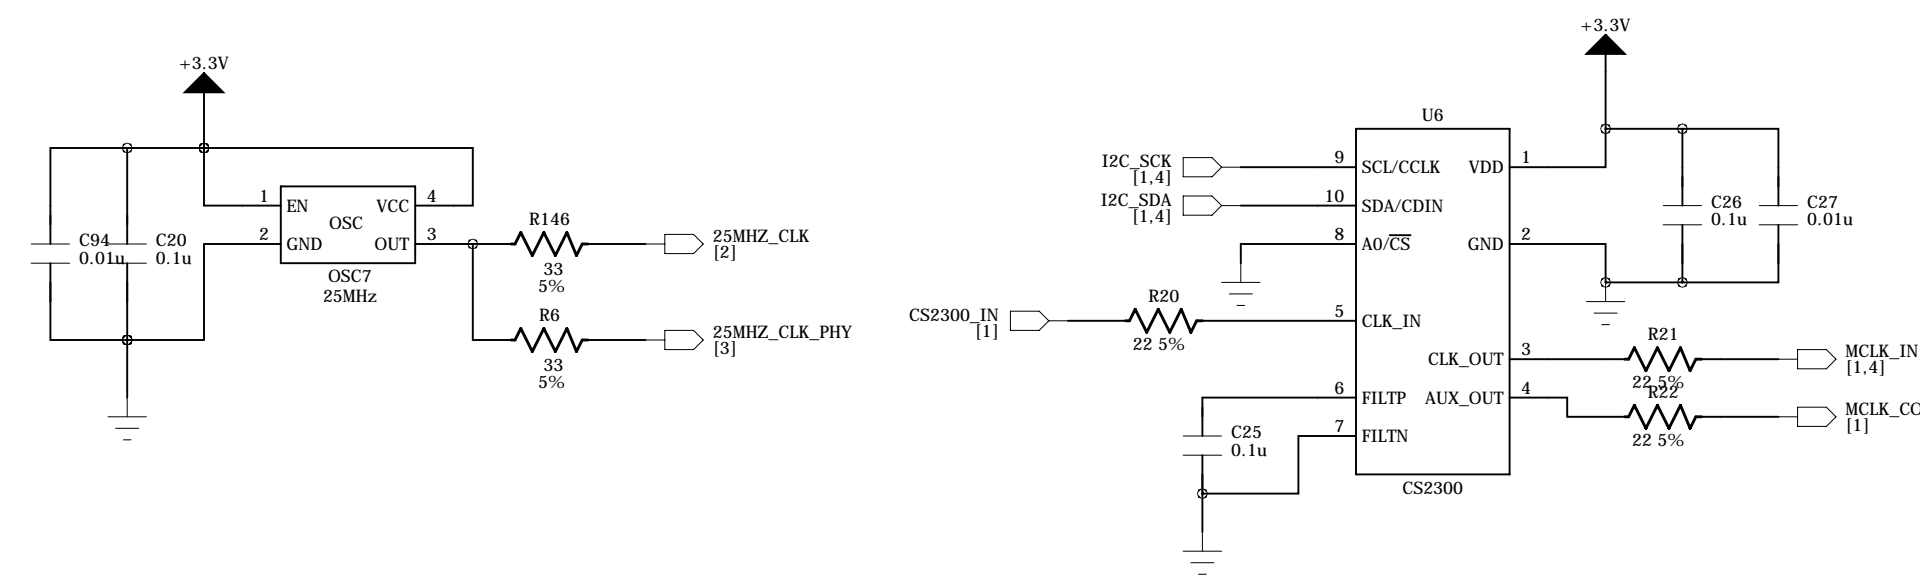 +3.3V
1
EN
VCC
4
OSC
2
GND
OUT
3
OSC7
25MHz
C94
0.01u
C20
0.1u
R146
33
5%
25MHZ_CLK
[2]
R6
33
5%
25MHZ_CLK_PHY
[3]
+3.3V
U6
I2C_SCK
[1,4]
9
SCL/CCLK
VDD
1
I2C_SDA
[1,4]
10
SDA/CDIN
8
A0/CS
GND
2
C26
0.1u
C27
0.01u
CS2300_IN
[1]
R20
22 5%
5
CLK_IN
CLK_OUT
3
R21
22 5%
MCLK_IN
[1,4]
6
FILTP
AUX_OUT
4
R22
22 5%
MCLK_CO
[1]
7
FILTN
C25
0.1u
CS2300